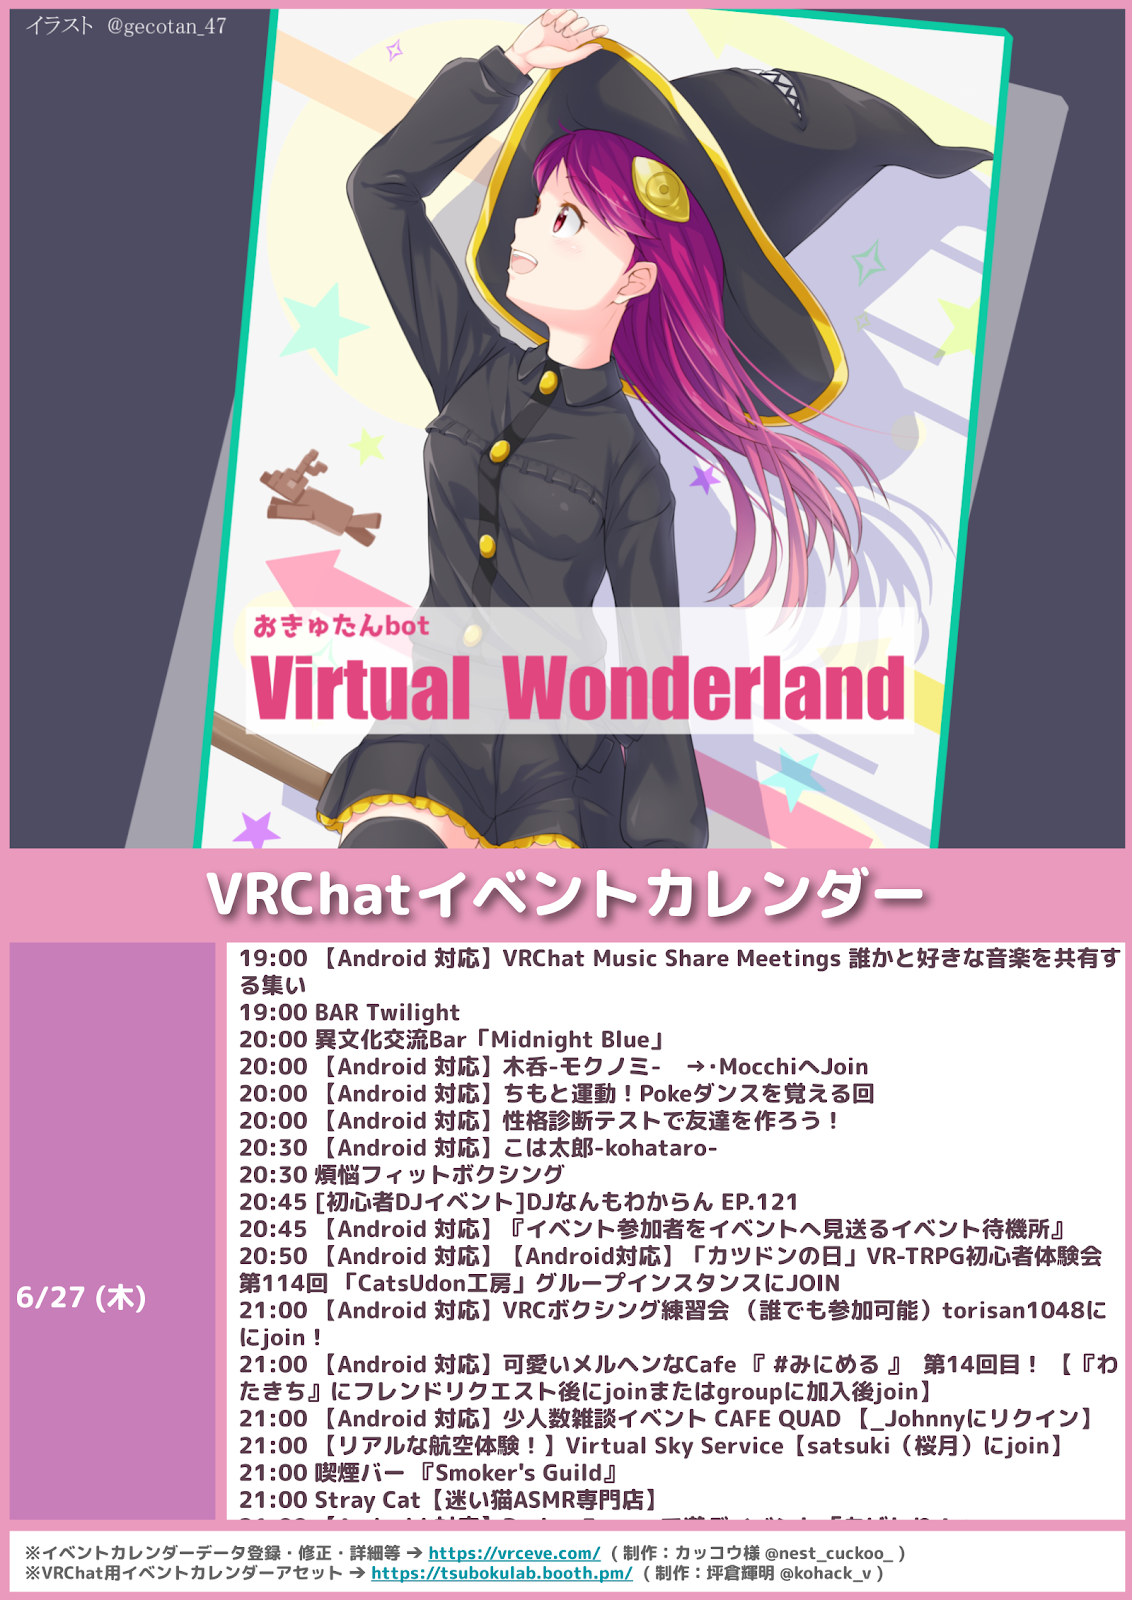 イラスト @gecotan_47
おきゅたんbot
Virtual Wonderland
VRChatイベントカレンダー
6/27 (木)
19:00 【Android 対応】VRChat Music Share Meetings 誰かと好きな音楽を共有す
る集い
19:00 BAR Twilight
20:00 異文化交流Bar「Midnight Blue」
20:00 【Android 対応】木呑-モクノミ-　→･MocchiへJoin
20:00 【Android 対応】ちもと運動！Pokeダンスを覚える回
20:00 【Android 対応】性格診断テストで友達を作ろう！
20:30 【Android 対応】こは太郎-kohataro-
20:30 煩悩フィットボクシング
20:45 [初心者DJイベント]DJなんもわからん EP.121
20:45 【Android 対応】『イベント参加者をイベントへ見送るイベント待機所』
20:50 【Android 対応】【Android対応】「カツドンの日」VR-TRPG初心者体験会
第114回 「CatsUdon工房」グループインスタンスにJOIN
21:00 【Android 対応】VRCボクシング練習会 （誰でも参加可能）torisan1048に
にjoin！
21:00 【Android 対応】可愛いメルヘンなCafe 『 #みにめる 』 第14回目！ 【『わ
たきち』にフレンドリクエスト後にjoinまたはgroupに加入後join】
21:00 【Android 対応】少人数雑談イベント CAFE QUAD 【_Johnnyにリクイン】
21:00 【リアルな航空体験！】Virtual Sky Service【satsuki（桜月）にjoin】
21:00 喫煙バー 『Smoker's Guild』
21:00 Stray Cat【迷い猫ASMR専門店】
※イベントカレンダーデータ登録・修正・詳細等 ➔ https://vrceve.com/ ( 制作：カッコウ様 @nest_cuckoo_ )
※VRChat用イベントカレンダーアセット ➔ https://tsubokulab.booth.pm/ ( 制作：坪倉輝明 @kohack_v )